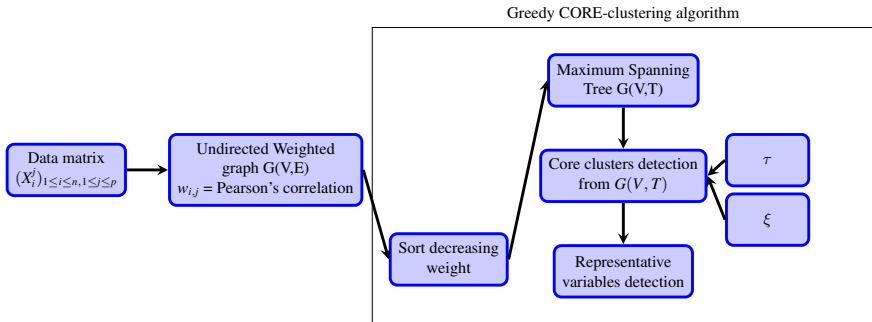 Greedy CORE-clustering algorithm
Data matrix
(X_i^j)_{1≤i≤n,1≤j≤p}
Undirected Weighted
graph G(V,E)
w_{i,j} = Pearson's correlation
Sort decreasing
weight
Maximum Spanning
Tree G(V,T)
Core clusters detection
from G(V, T)
Representative
variables detection
τ
ξ